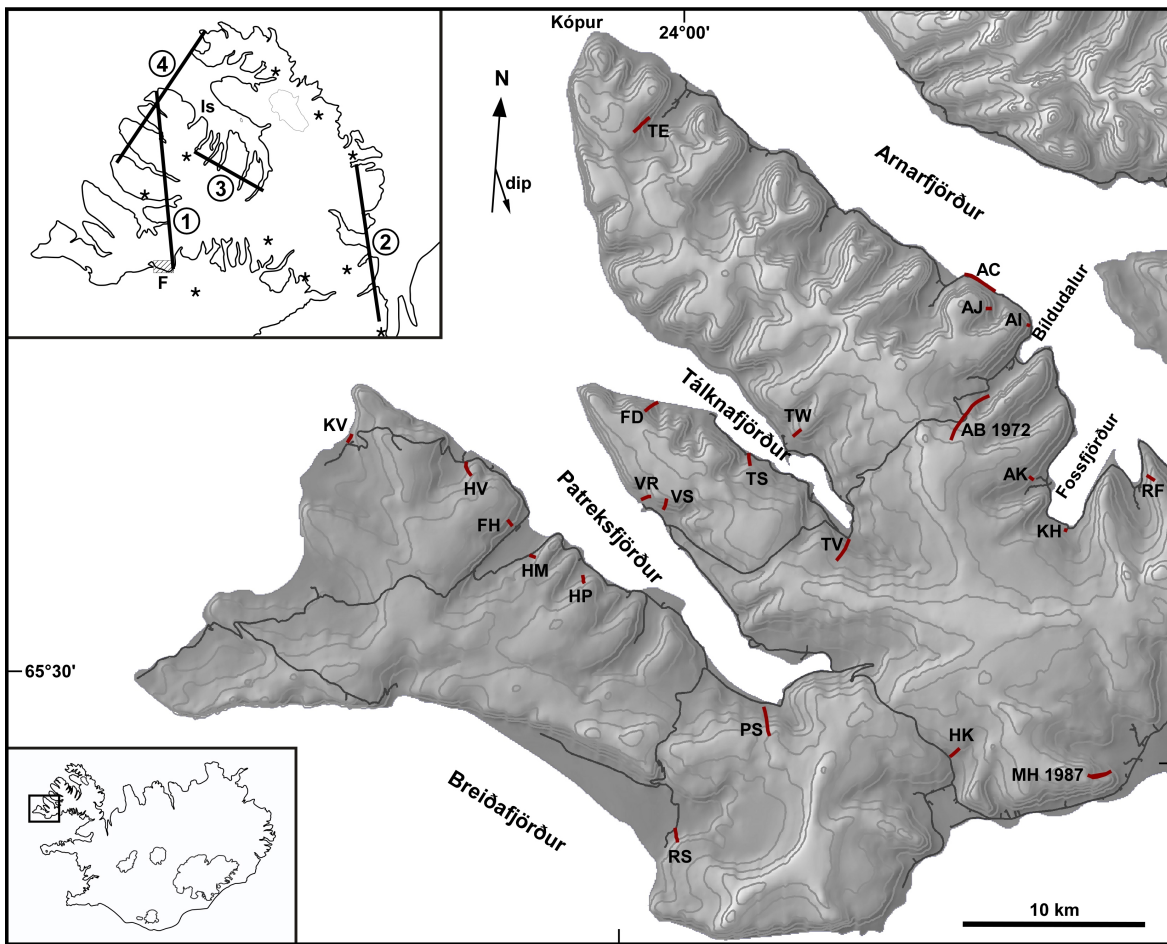 Kópur
24°00'
4
Is
3
1
2
F
N
dip
TE
Arnarfjörður
AC
AJ
AI
Bíldudalur
Tálknafjörður
KV
FD
TW
AB 1972
HV
TS
Fossfjörður
VR
VS
AK
RF
Patreksfjörður
FH
KH
TV
HM
HP
65°30'
PS
HK
MH 1987
Breiðafjörður
RS
10 km